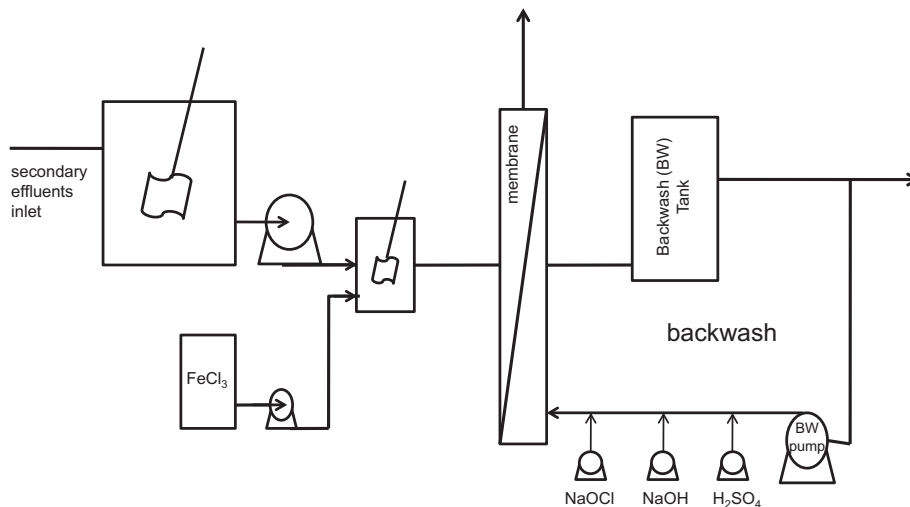 secondary
effluents
inlet
FeCl₃
membrane
Backwash (BW)
Tank
backwash
BW
pump
NaOCl
NaOH
H₂SO₄